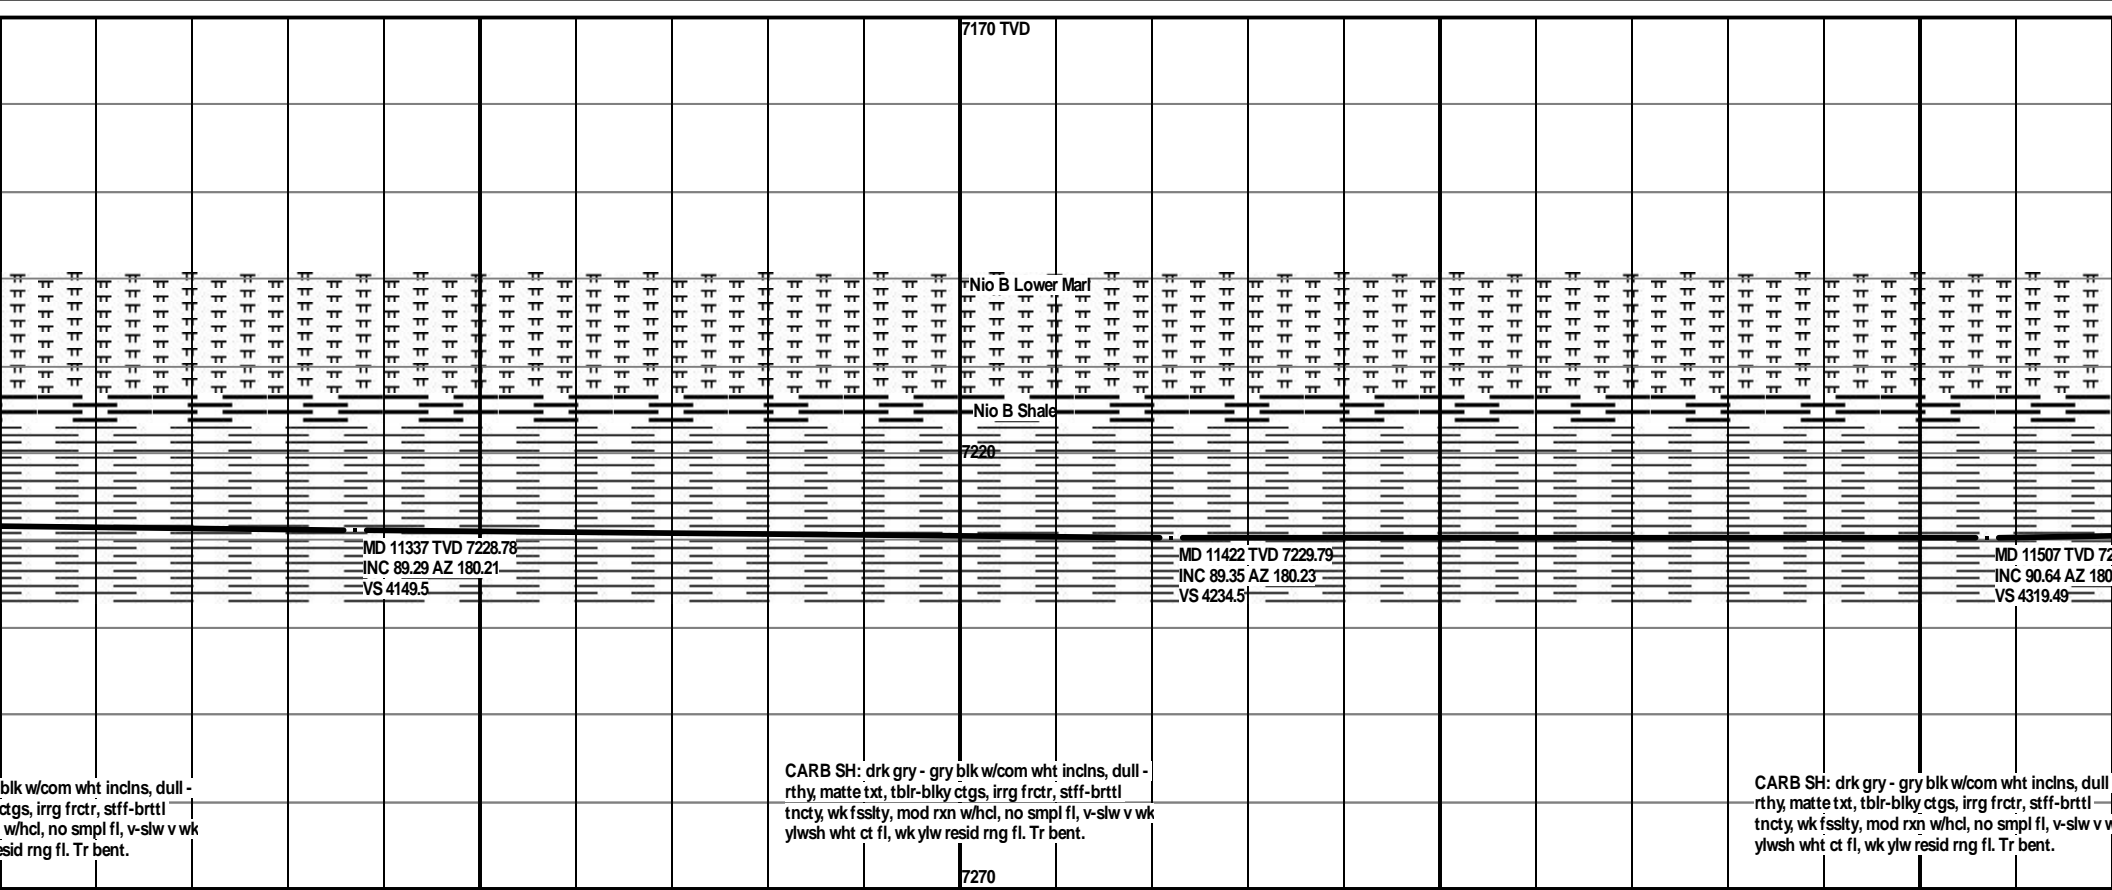 7170 TVD
Nio B Lower Marl
Nio B Shale
7220
MD 11337 TVD 7228.78
INC 89.29 AZ 180.21
VS 4149.5
MD 11422 TVD 7229.79
INC 89.35 AZ 180.23
VS 4234.5
MD 11507 TVD 72
INC 90.64 AZ 180
VS 4319.49
blk w/com wht inclns, dull -
ctgs, irrg frctr, stff-brttl
w/hcl, no smpl fl, v-slw v wk
esid rng fl. Tr bent.
CARB SH: drk gry - gry blk w/com wht inclns, dull -
rthy, matte txt, tblr-blky ctgs, irrg frctr, stff-brttl
tncty, wk fsslty, mod rxn w/hcl, no smpl fl, v-slw v wk
ylwsh wht ct fl, wk ylw resid rng fl. Tr bent.
CARB SH: drk gry - gry blk w/com wht inclns, dull
rthy, matte txt, tblr-blky ctgs, irrg frctr, stff-brttl
tncty, wk fsslty, mod rxn w/hcl, no smpl fl, v-slw v w
ylwsh wht ct fl, wk ylw resid rng fl. Tr bent.
7270